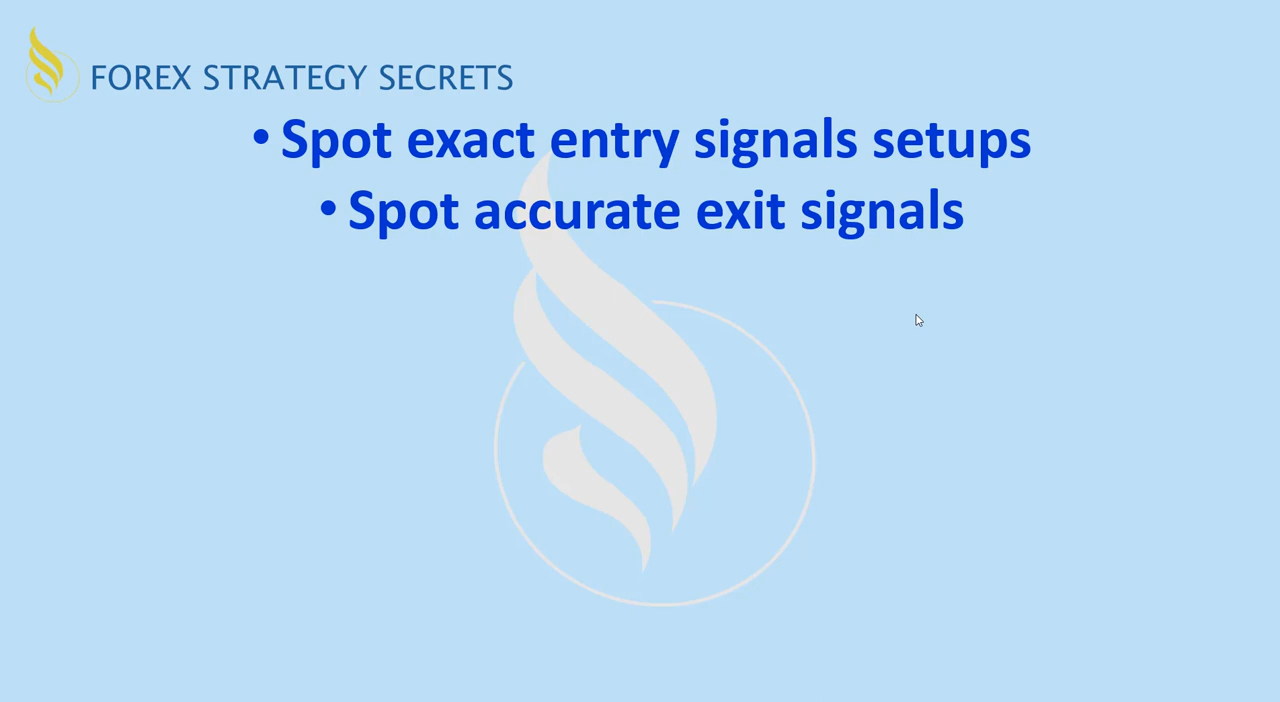 FOREX STRATEGY SECRETS
• Spot exact entry signals setups
• Spot accurate exit signals